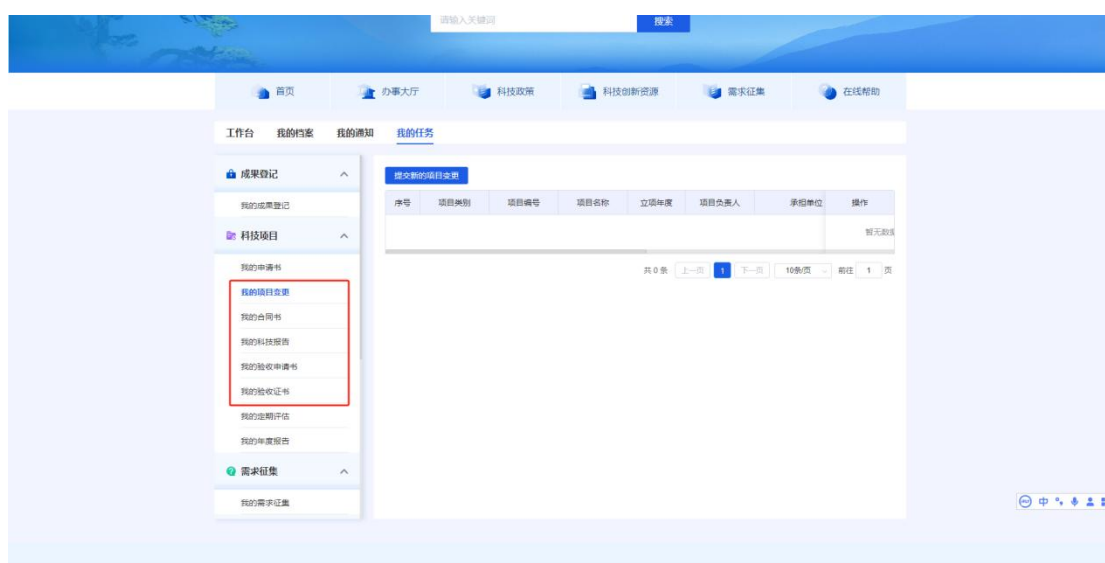 请输入关键词 搜索
首页 办事大厅 科技政策 科技创新资源 需求征集 在线帮助
工作台 我的档案 我的通知 我的任务
成果登记
我的成果登记
科技项目
我的申请书
我的项目变更
我的合同书
我的科技报告
我的验收申请书
我的验收证书
我的定期评估
我的年度报告
需求征集
我的需求征集
提交新的项目变更
序号 项目类别 项目编号 项目名称 立项年度 项目负责人 承担单位 操作
暂无数据
共 0 条 上一页 1 下一页 10条/页 前往 1 页
中